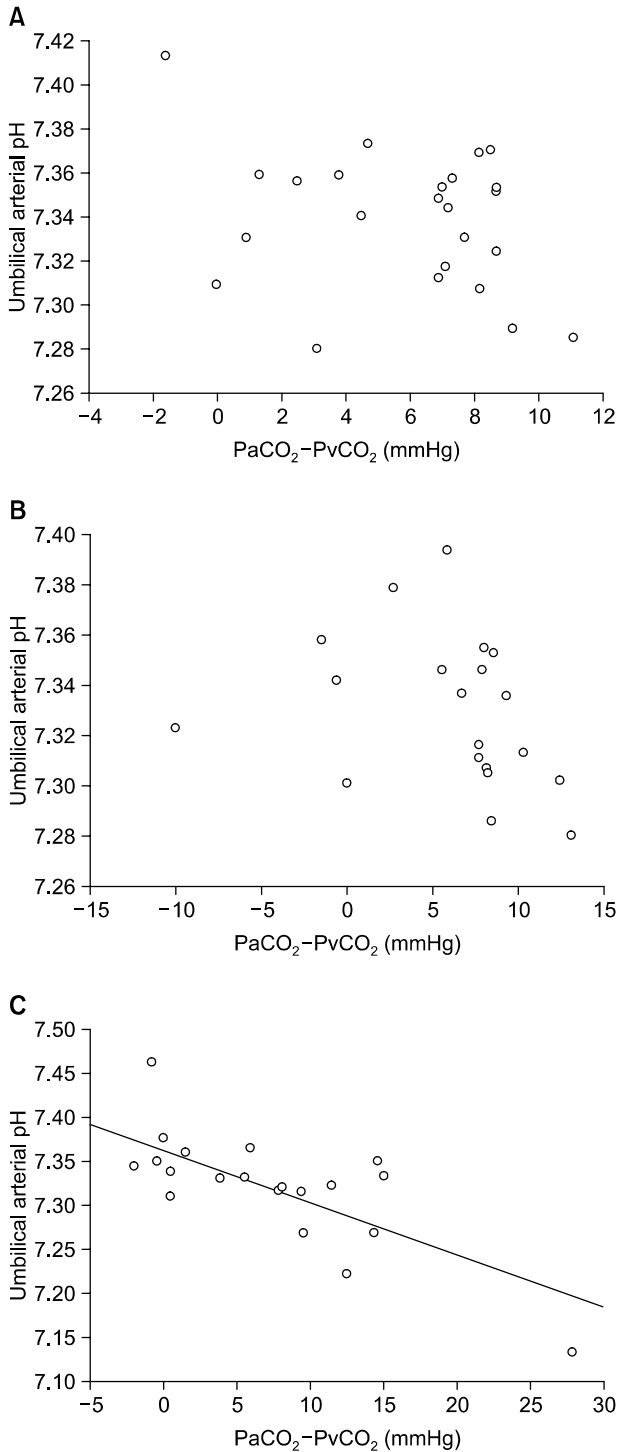 A
7.42
7.40
7.38
7.36
7.34
7.32
7.30
7.28
7.26
Umbilical arterial pH
−4 −2 0 2 4 6 8 10 12
PaCO₂−PvCO₂ (mmHg)
B
7.40
7.38
7.36
7.34
7.32
7.30
7.28
7.26
Umbilical arterial pH
−15 −10 −5 0 5 10 15
PaCO₂−PvCO₂ (mmHg)
C
7.50
7.45
7.40
7.35
7.30
7.25
7.20
7.15
7.10
Umbilical arterial pH
−5 0 5 10 15 20 25 30
PaCO₂−PvCO₂ (mmHg)